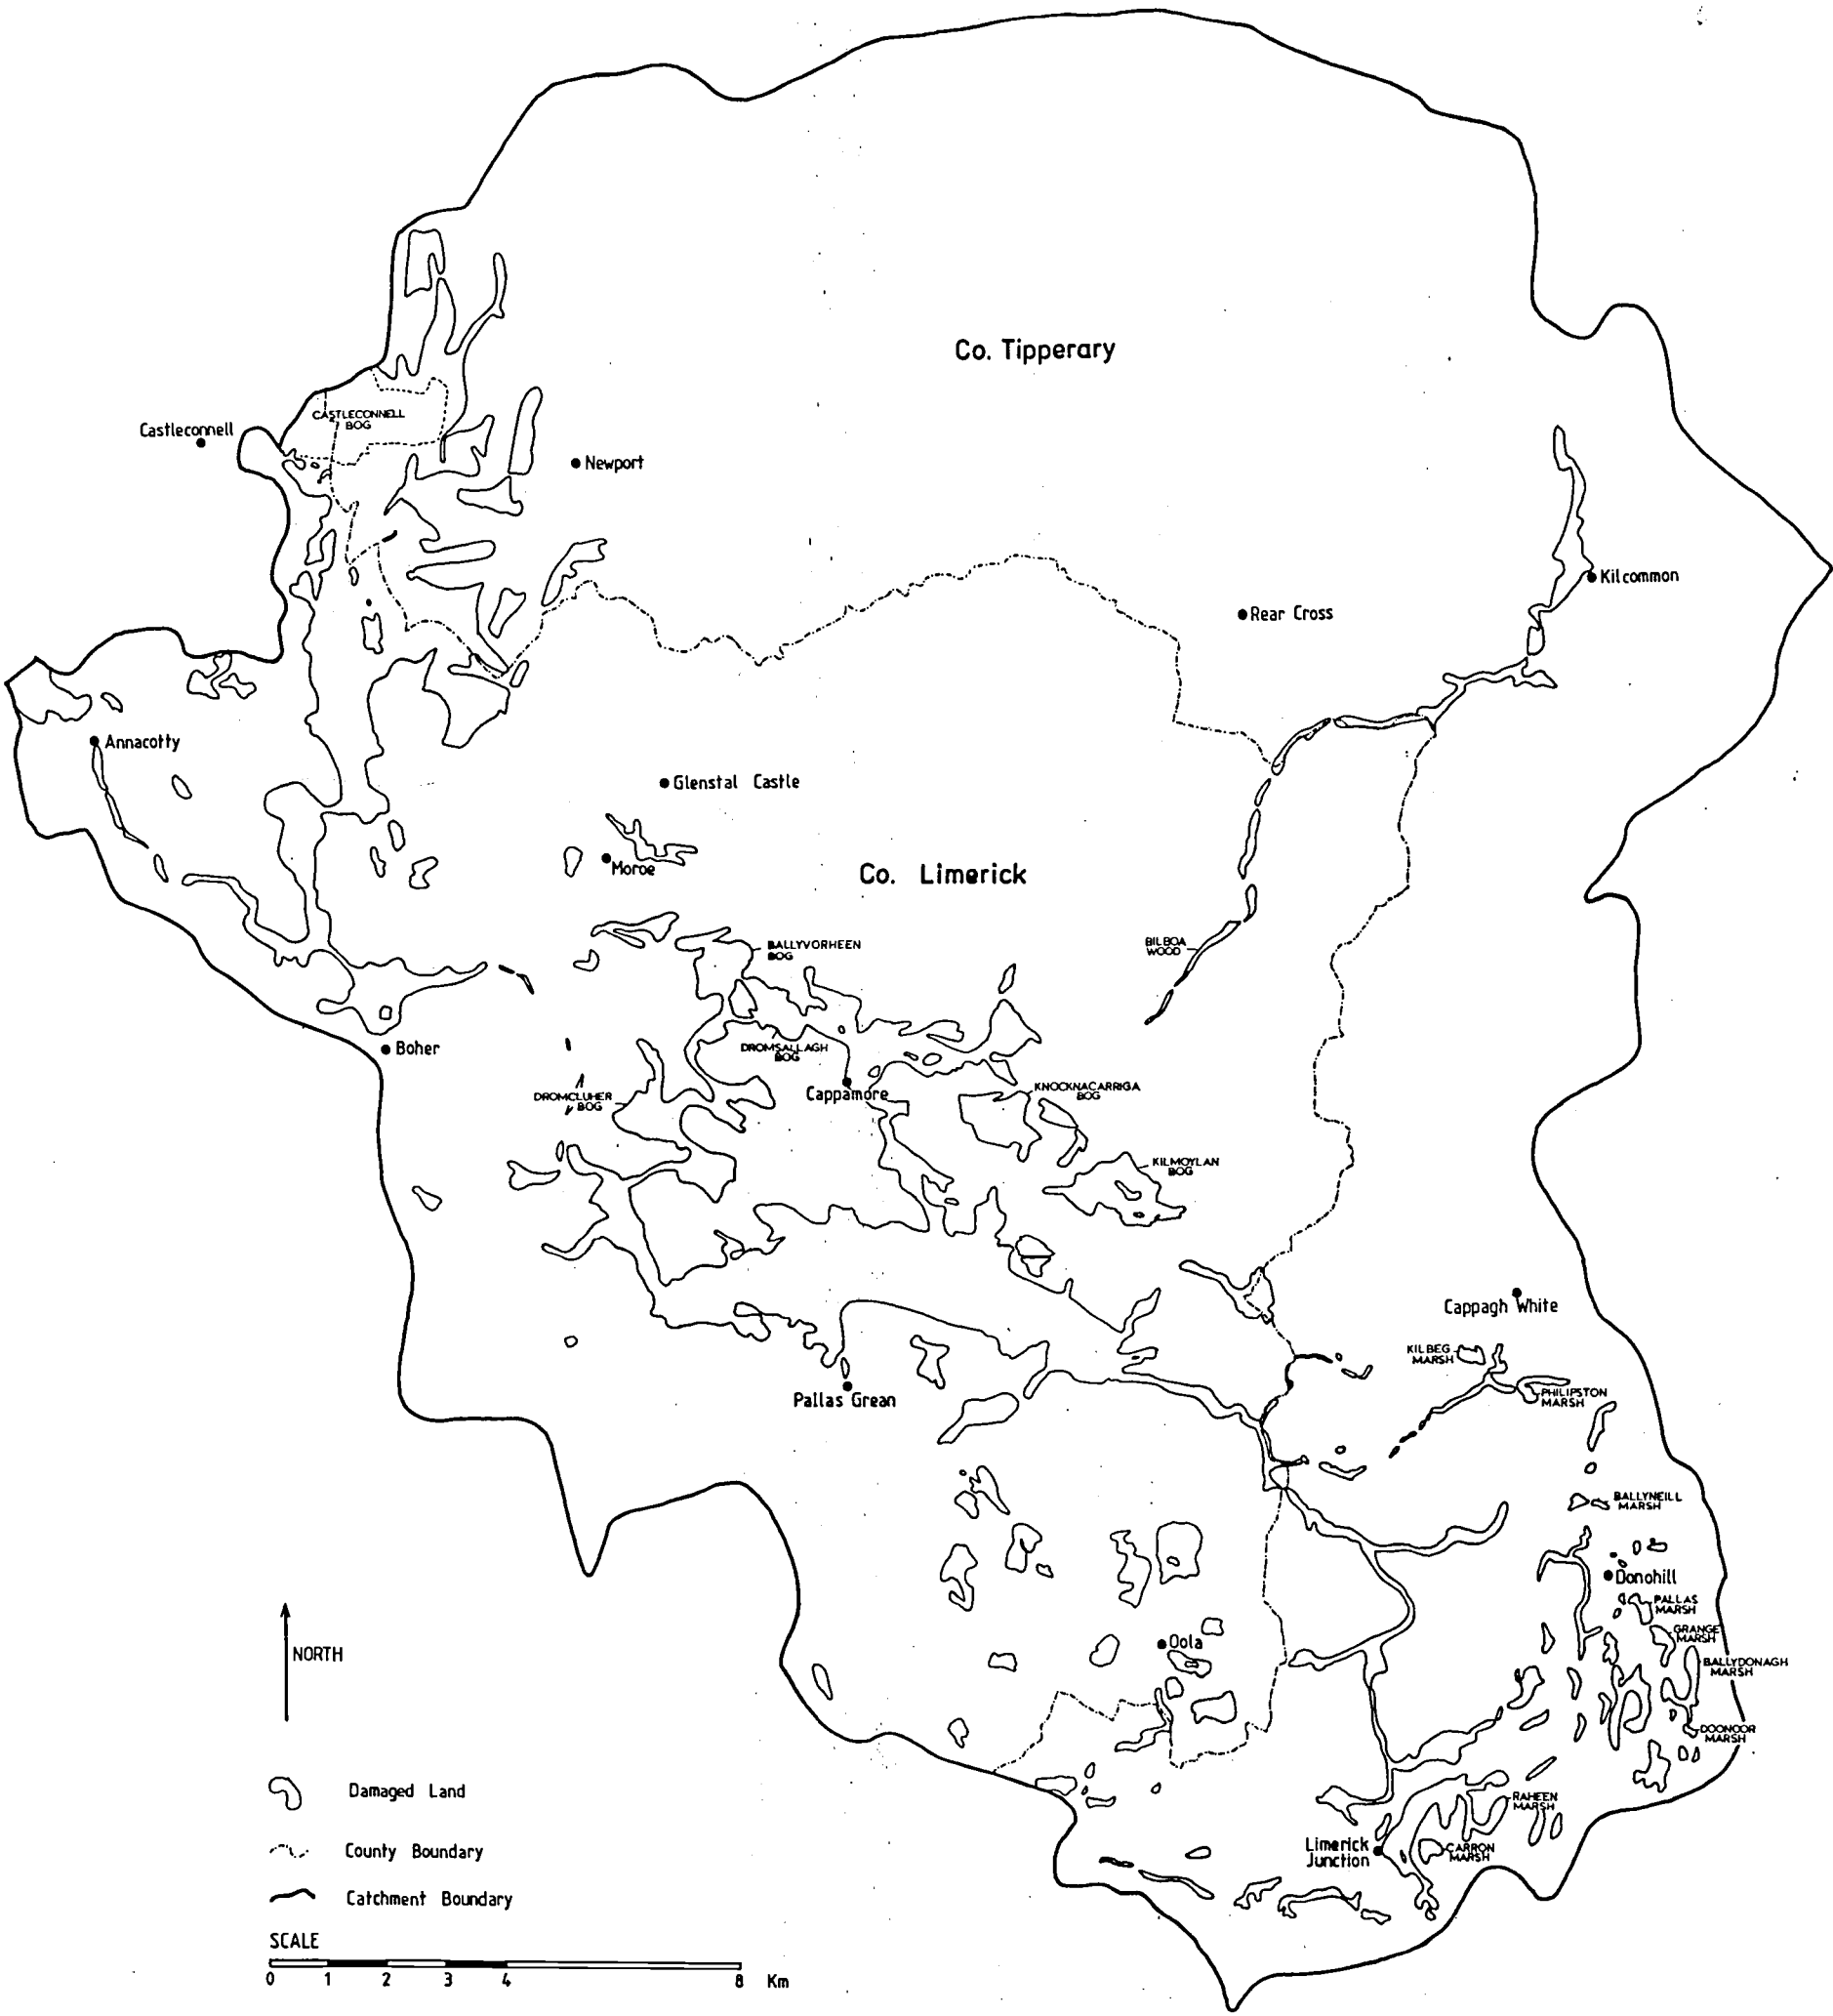 Co. Tipperary
Castleconnell
CASTLECONNELL
BOG
Newport
Kilcommon
Rear Cross
Annacotty
Glenstal Castle
Moroe
Co. Limerick
BALLYVORHEEN
BOG
BILBOA
WOOD
Boher
DROMSALLAGH
BOG
DROMCLUHER
BOG
Cappamore
KNOCKNACARRIGA
BOG
KILMOYLAN
BOG
Cappagh White
KILBEG
MARSH
PHILIPSTON
MARSH
Pallas Grean
BALLYNEILL
MARSH
Donohill
PALLAS
MARSH
GRANGE
MARSH
Oola
BALLYDONAGH
MARSH
NORTH
DOONOOR
MARSH
RAHEEN
MARSH
Limerick
Junction
CARRON
MARSH
Damaged Land
County Boundary
Catchment Boundary
SCALE
0 1 2 3 4 8 Km